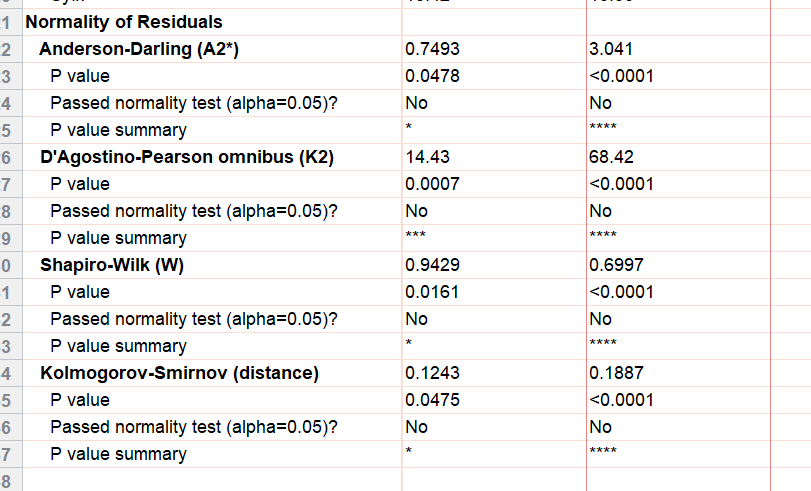 1 Normality of Residuals
2 Anderson-Darling (A2*) 0.7493 3.041
3 P value 0.0478 <0.0001
4 Passed normality test (alpha=0.05)? No No
5 P value summary * ****
6 D'Agostino-Pearson omnibus (K2) 14.43 68.42
7 P value 0.0007 <0.0001
8 Passed normality test (alpha=0.05)? No No
9 P value summary *** ****
0 Shapiro-Wilk (W) 0.9429 0.6997
1 P value 0.0161 <0.0001
2 Passed normality test (alpha=0.05)? No No
3 P value summary * ****
4 Kolmogorov-Smirnov (distance) 0.1243 0.1887
5 P value 0.0475 <0.0001
6 Passed normality test (alpha=0.05)? No No
7 P value summary * ****
8